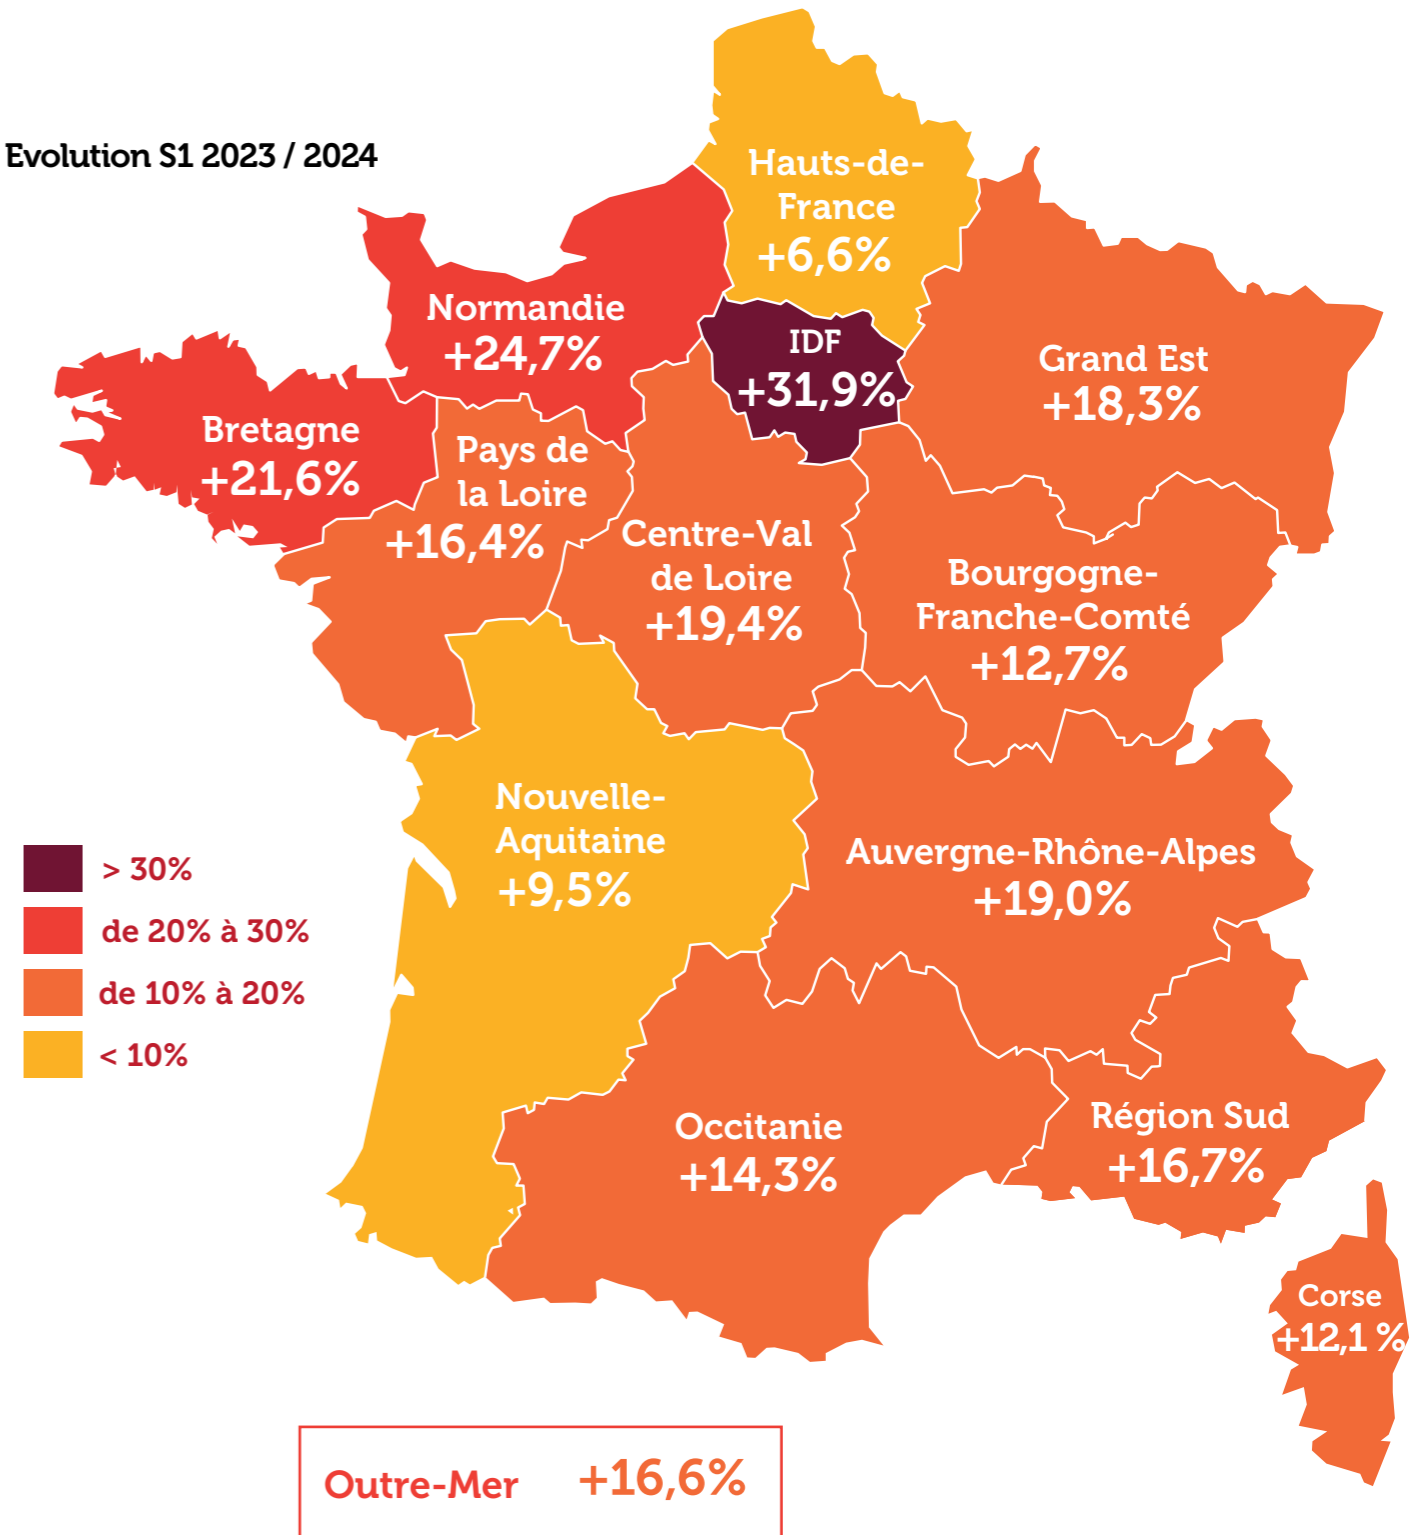 Evolution S1 2023 / 2024
Hauts-de-
France
+6,6%
Normandie
+24,7%
IDF
+31,9%
Grand Est
+18,3%
Bretagne
+21,6%
Pays de
la Loire
+16,4%
Centre-Val
de Loire
+19,4%
Bourgogne-
Franche-Comté
+12,7%
Nouvelle-
Aquitaine
+9,5%
Auvergne-Rhône-Alpes
+19,0%
> 30%
de 20% à 30%
de 10% à 20%
< 10%
Occitanie
+14,3%
Région Sud
+16,7%
Corse
+12,1 %
Outre-Mer +16,6%